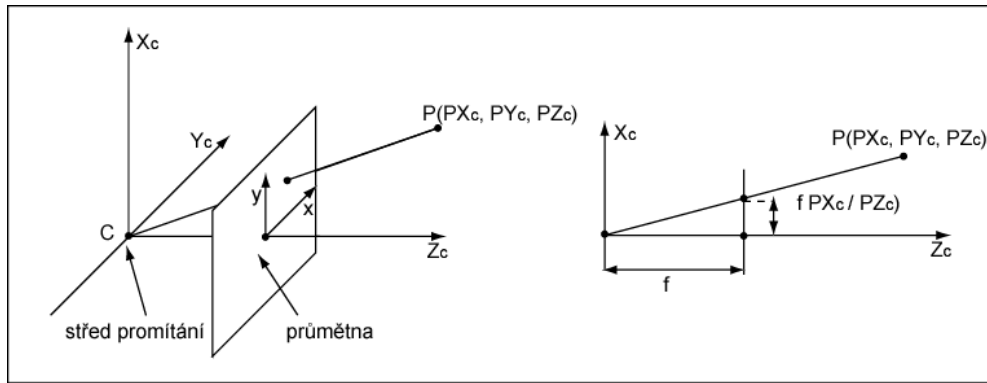 Xc
Yc
P(PXc, PYc, PZc)
y
x
C
Zc
střed promítání
průmětna
Xc
P(PXc, PYc, PZc)
f PXc / PZc)
Zc
f